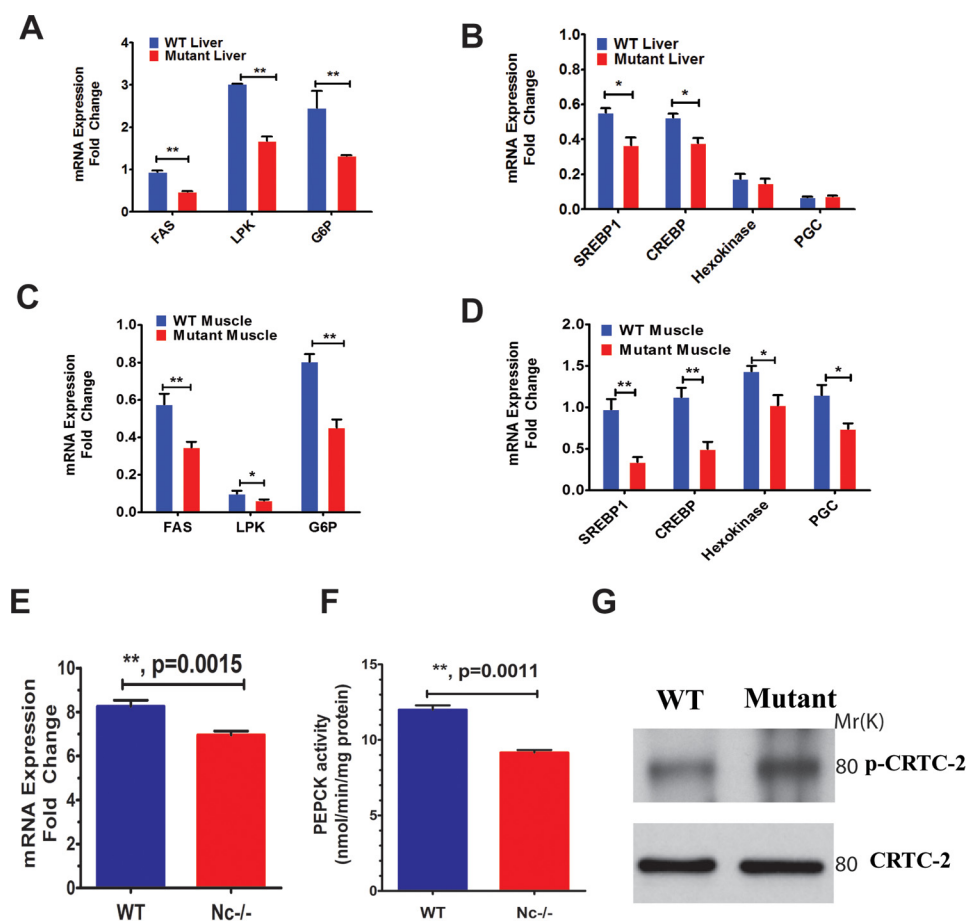 A
WT Liver
Mutant Liver
mRNA Expression
Fold Change
4
3
2
1
0
**
**
**
FAS
LPK
G6P
B
WT Liver
Mutant Liver
mRNA Expression
Fold Change
0.8
0.6
0.4
0.2
0.0
*
*
SREBP1
CREBP
Hexokinase
PGC
C
WT Muscle
Mutant Muscle
mRNA Expression
Fold Change
1.0
0.8
0.6
0.4
0.2
0.0
**
*
**
FAS
LPK
G6P
D
WT Muscle
Mutant Muscle
mRNA Expression
Fold Change
2.0
1.5
1.0
0.5
0.0
**
**
*
*
SREBP1
CREBP
Hexokinase
PGC
E
**, p=0.0015
mRNA Expression
Fold Change
10
8
6
4
2
0
WT
Nc-/-
F
**, p=0.0011
PEPCK activity
(nmol/min/mg protein)
15
12
9
6
3
0
WT
Nc-/-
G
WT Mutant
Mr(K)
80 p-CRTC-2
80 CRTC-2